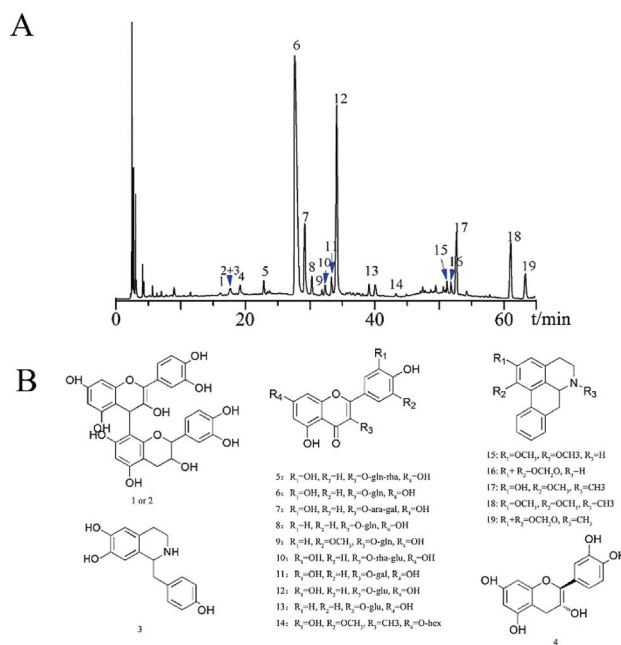 A
6
12
7
17
18
2+3
1
4
5
8
9
10
11
13
14
15
16
19
0
20
40
60
t/min
B
OH
OH
HO
O
OH
OH
OH
HO
O
OH
OH
OH
OH
1 or 2
HO
HO
NH
OH
3
R₁
OH
R₄
O
R₂
R₃
OH
O
5: R₁=OH, R₂=H, R₃=O-gln-rha, R₄=OH
6: R₁=OH, R₂=H, R₃=O-gln, R₄=OH
7: R₁=OH, R₂=H, R₃=O-ara-gal, R₄=OH
8: R₁=H, R₂=H, R₃=O-gln, R₄=OH
9: R₁=H, R₂=OCH₃, R₃=O-gln, R₄=OH
10: R₁=OH, R₂=H, R₃=O-rha-glu, R₄=OH
11: R₁=OH, R₂=H, R₃=O-gal, R₄=OH
12: R₁=OH, R₂=H, R₃=O-glu, R₄=OH
13: R₁=H, R₂=H, R₃=O-glu, R₄=OH
14: R₁=OH, R₂=OCH₃, R₃=CH3, R₄=O-hex
R₁
R₂
N
R₃
15: R₁=OCH₃, R₂=OCH3, R₃=H
16: R₁+ R₂=OCH₂O, R₃=H
17: R₁=OH, R₂=OCH₃, R₃=CH3
18: R₁=OCH₃, R₂=OCH₃, R₃=CH3
19: R₁+R₂=OCH₂O, R₃=CH₃
OH
OH
HO
O
OH
OH
4